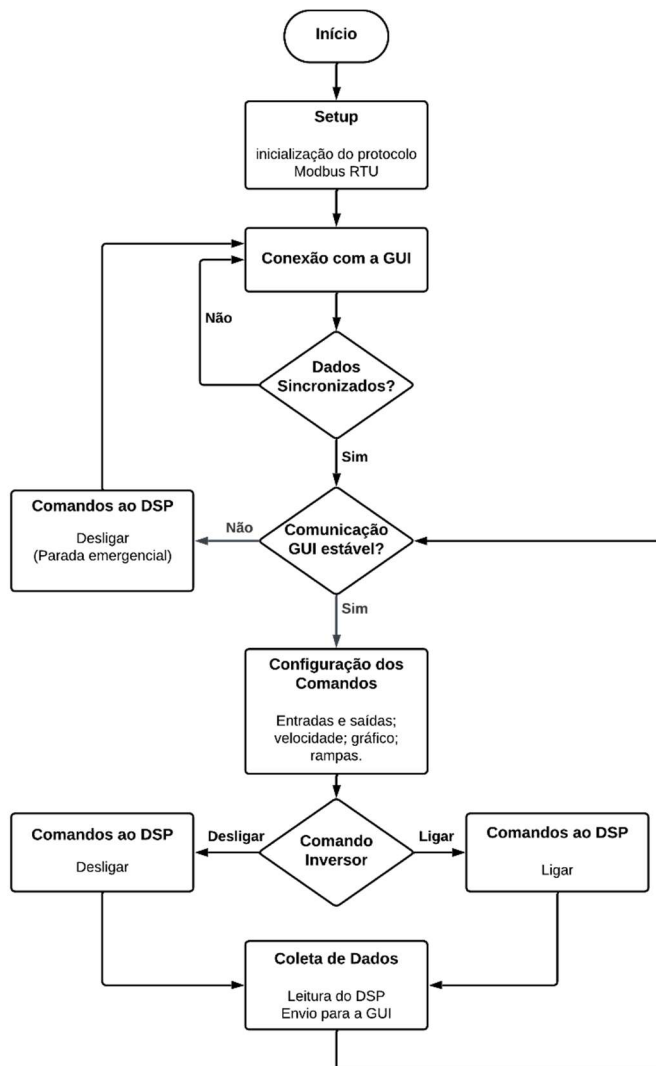 Início
Setup
inicialização do protocolo
Modbus RTU
Conexão com a GUI
Não
Dados
Sincronizados?
Sim
Comandos ao DSP
Desligar
(Parada emergencial)
Não
Comunicação
GUI estável?
Sim
Configuração dos
Comandos
Entradas e saídas;
velocidade; gráfico;
rampas.
Comandos ao DSP
Desligar
Desligar
Comando
Inversor
Ligar
Comandos ao DSP
Ligar
Coleta de Dados
Leitura do DSP
Envio para a GUI